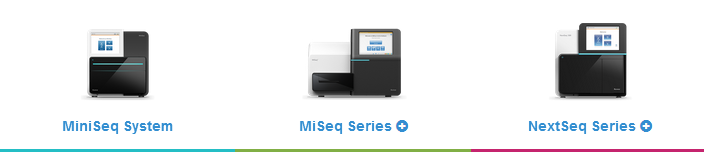 MiniSeq System
MiSeq Series
NextSeq Series